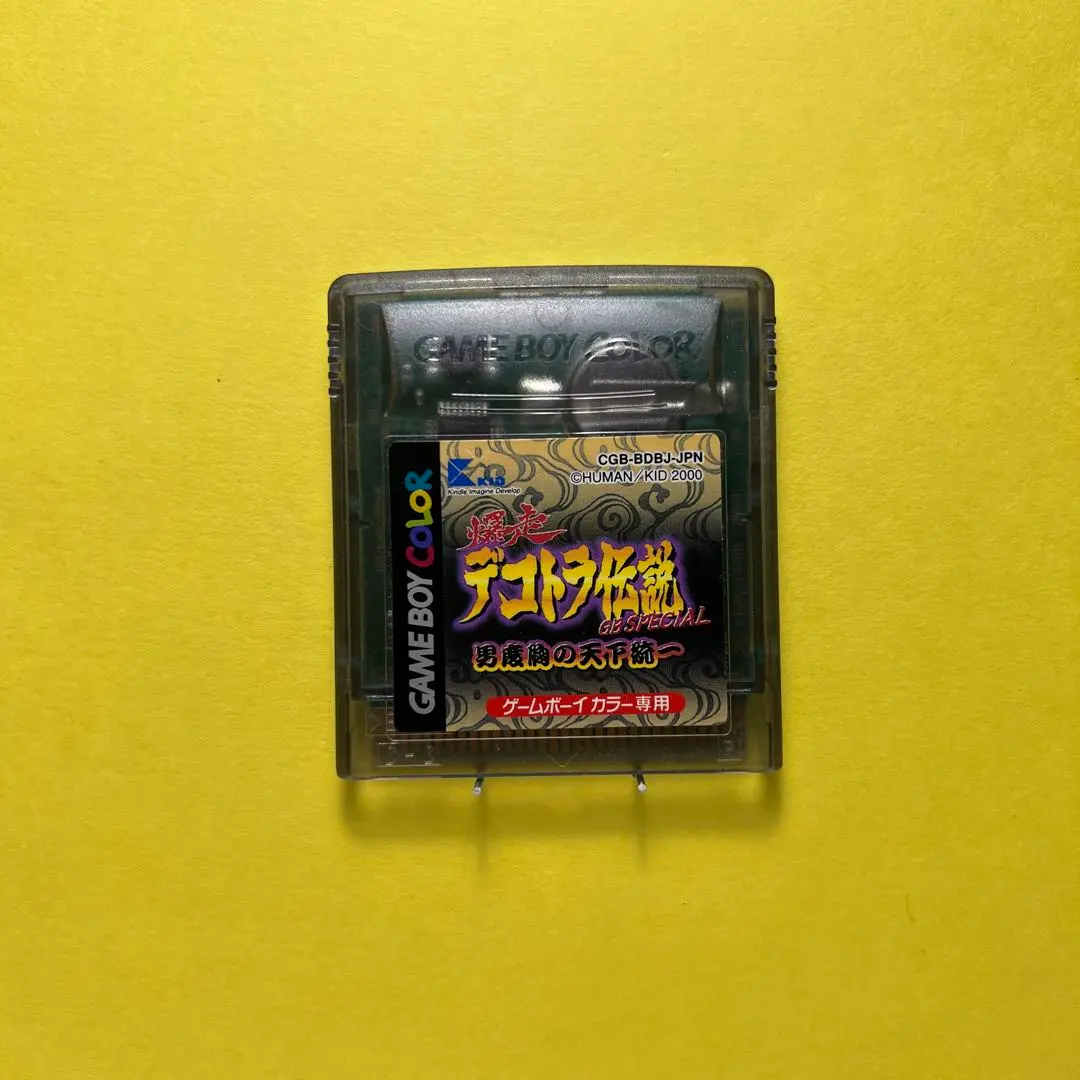 GAME BOY COLOR
GAME BOY COLOR
KID
Kindle Imagine Develop
CGB-BDBJ-JPN
©HUMAN/KID 2000
爆走
デコトラ伝説
GB SPECIAL
男度胸の天下統一
ゲームボーイカラー専用